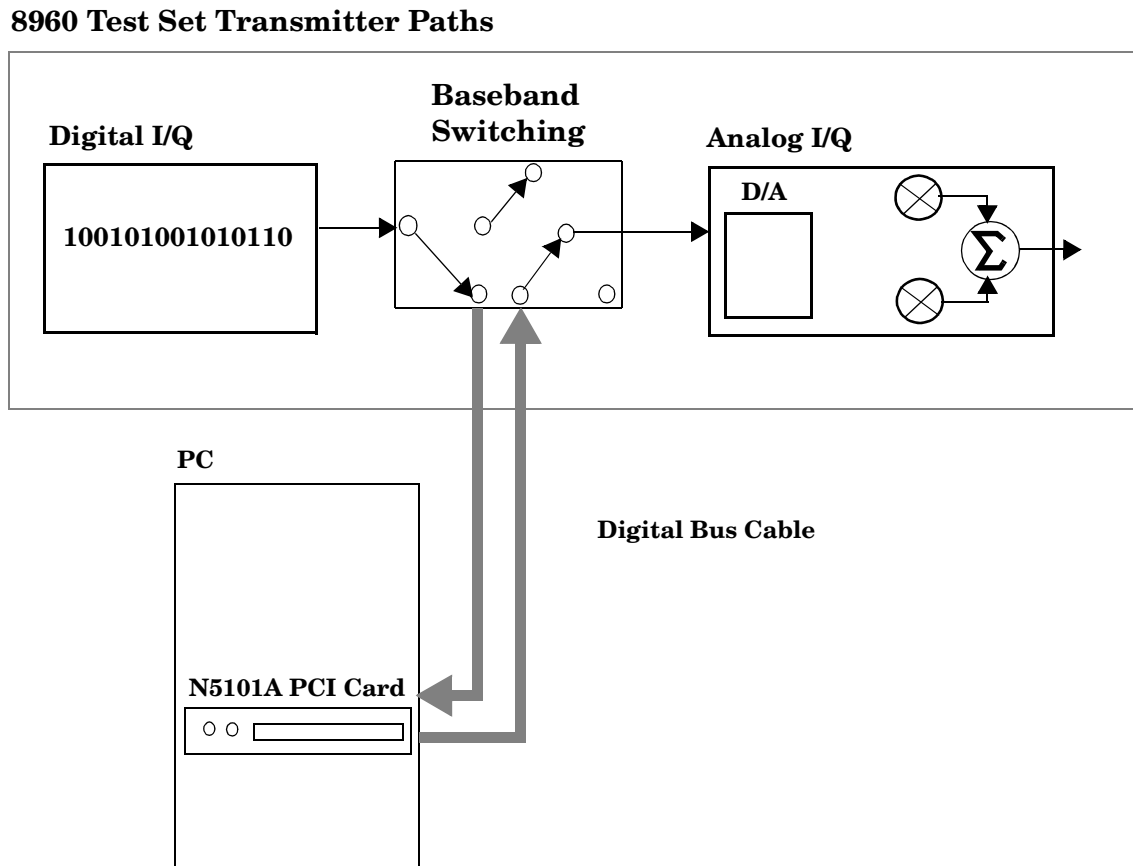 8960 Test Set Transmitter Paths
Baseband
Switching
Digital I/Q
Analog I/Q
D/A
100101001010110
Σ
PC
Digital Bus Cable
N5101A PCI Card